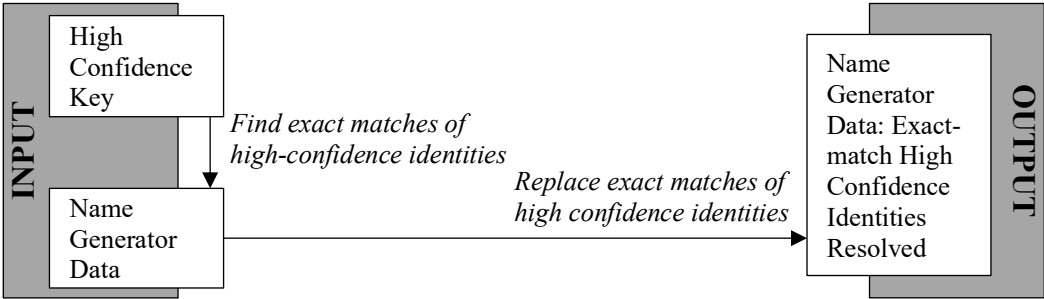 INPUT
High
Confidence
Key
Find exact matches of
high-confidence identities
Name
Generator
Data
Replace exact matches of
high confidence identities
Name
Generator
Data: Exact-
match High
Confidence
Identities
Resolved
OUTPUT